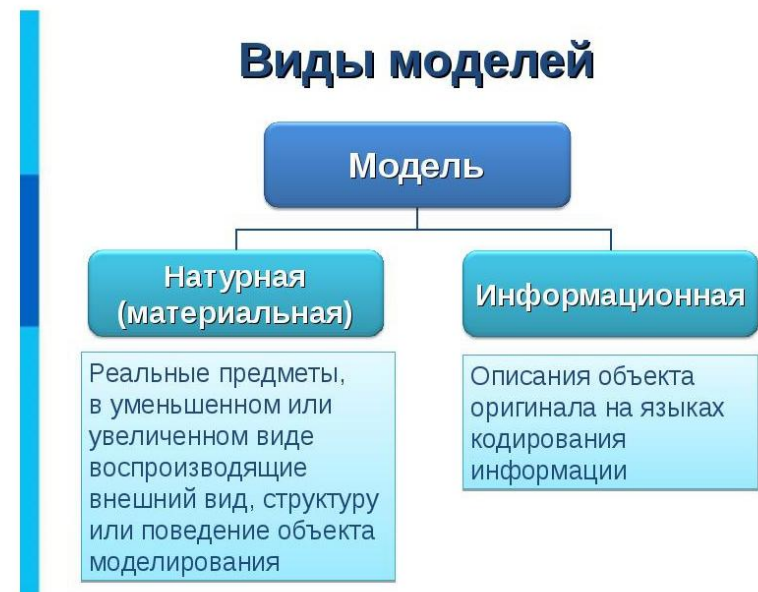 Виды моделей
Модель
Натурная
(материальная)
Реальные предметы,
в уменьшенном или
увеличенном виде
воспроизводящие
внешний вид, структуру
или поведение объекта
моделирования
Информационная
Описания объекта
оригинала на языках
кодирования
информации